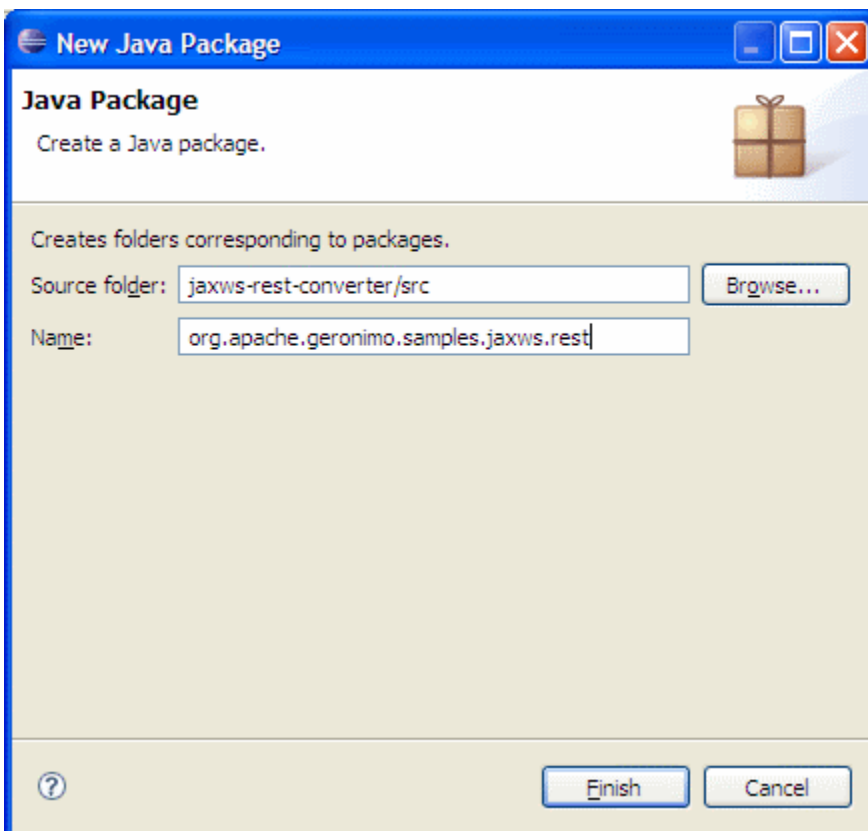 New Java Package
Java Package
Create a Java package.
Creates folders corresponding to packages.
Source folder: jaxws-rest-converter/src Browse...
Name: org.apache.geronimo.samples.jaxws.rest
? Finish Cancel